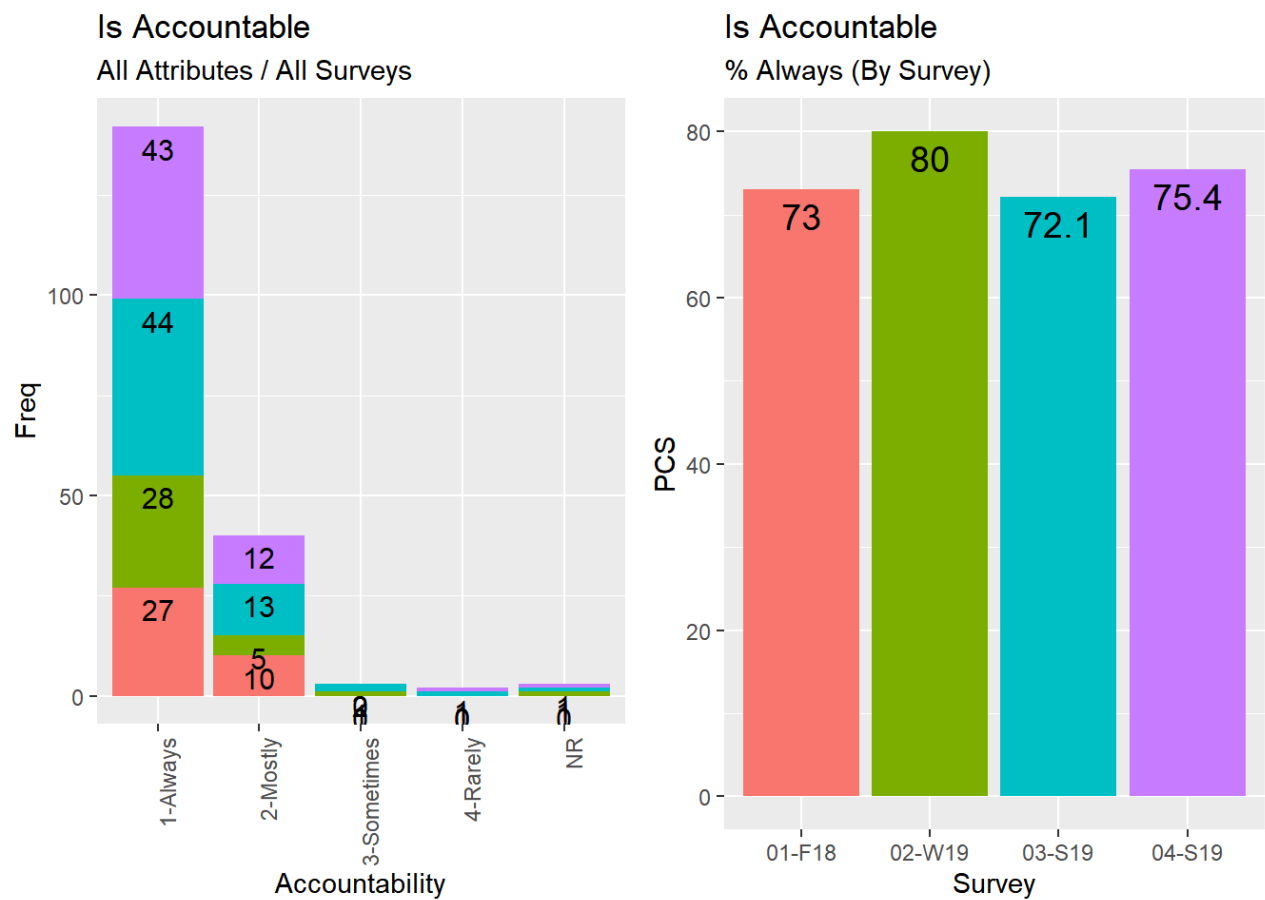 Is Accountable
All Attributes / All Surveys
Freq
100
50
0
43
44
28
27
12
13
5
10
1
0
1
0
1-Always
2-Mostly
3-Sometimes
4-Rarely
NR
Accountability
Is Accountable
% Always (By Survey)
PCS
80
60
40
20
0
73
80
72.1
75.4
01-F18
02-W19
03-S19
04-S19
Survey